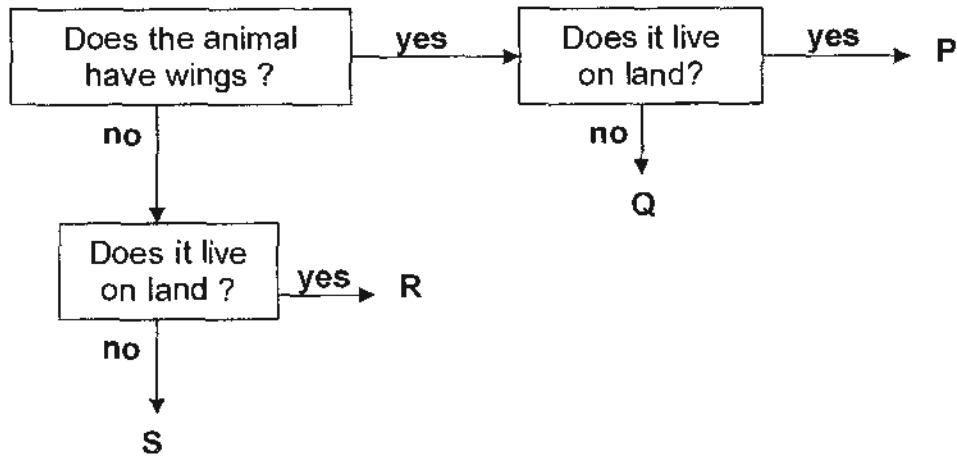 Does the animal
have wings ?
yes
Does it live
on land?
yes
P
no
Q
no
Does it live
on land ?
yes
R
no
S